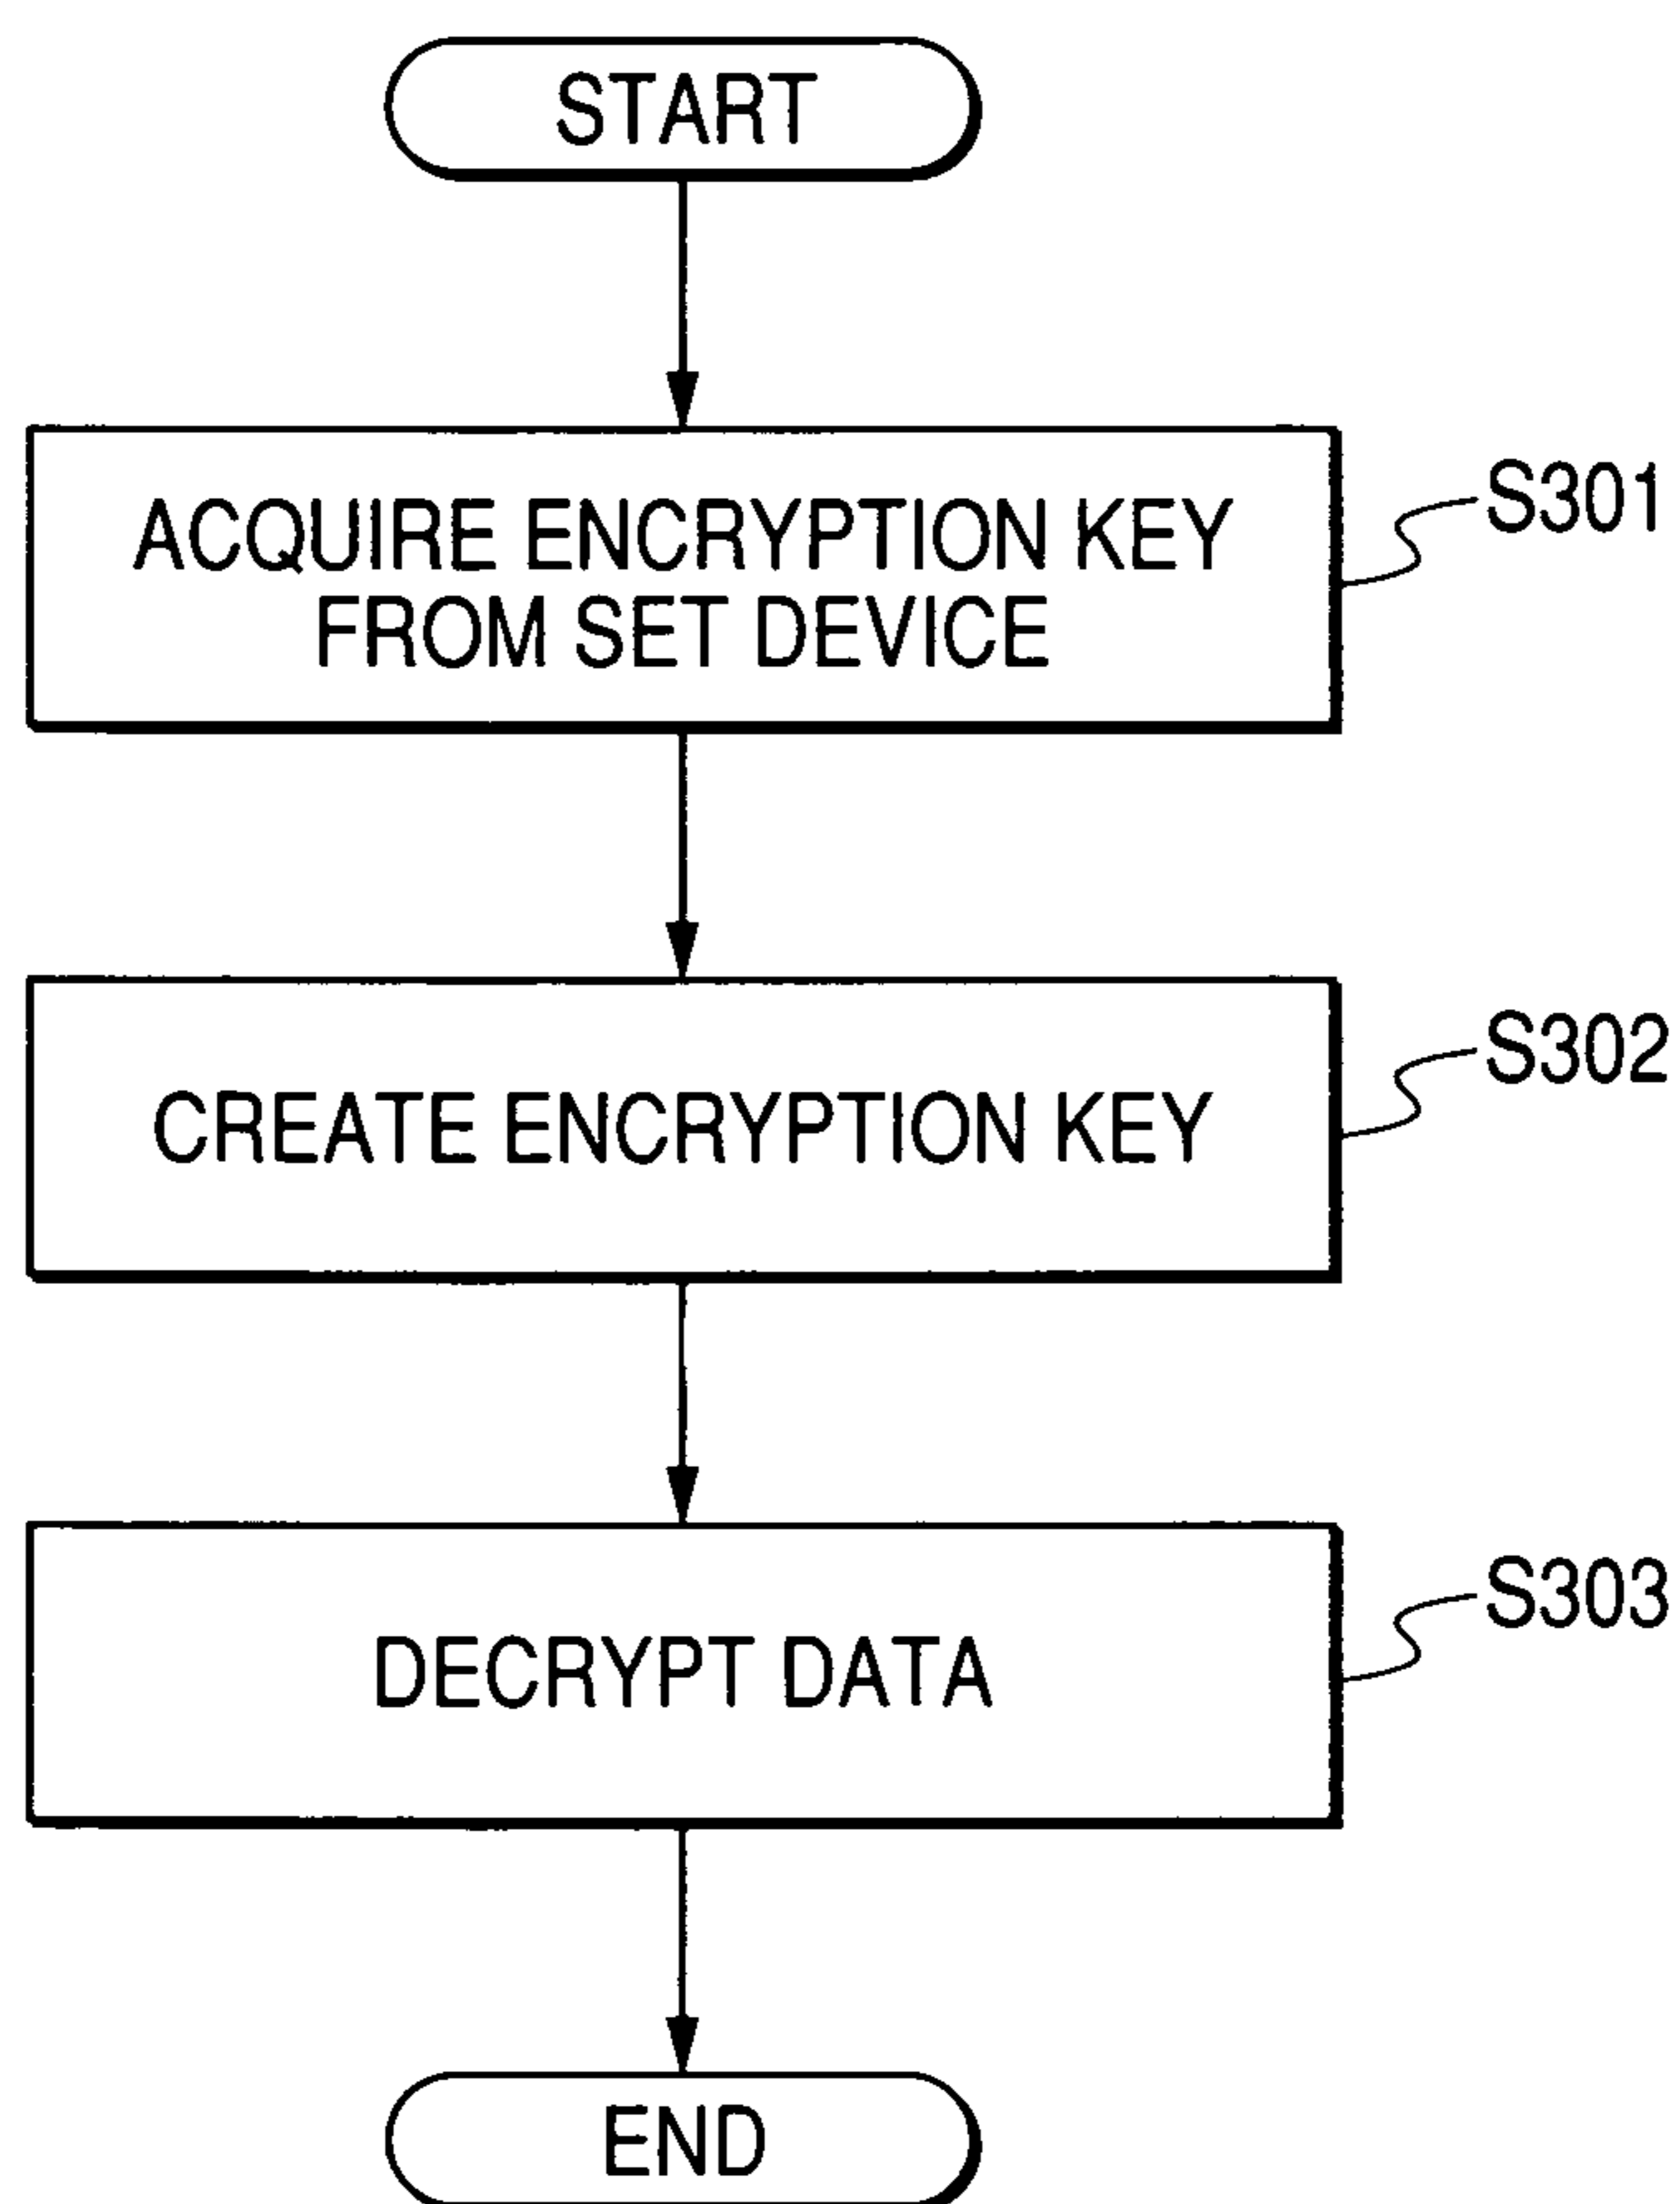 START
ACQUIRE ENCRYPTION KEY
FROM SET DEVICE
S301
CREATE ENCRYPTION KEY
S302
DECRYPT DATA
S303
END